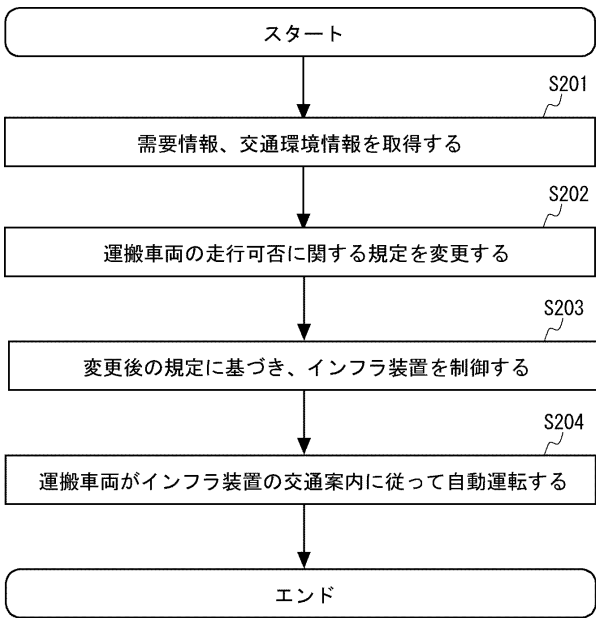 スタート
S201
需要情報、交通環境情報を取得する
S202
運搬車両の走行可否に関する規定を変更する
S203
変更後の規定に基づき、インフラ装置を制御する
S204
運搬車両がインフラ装置の交通案内に従って自動運転する
エンド